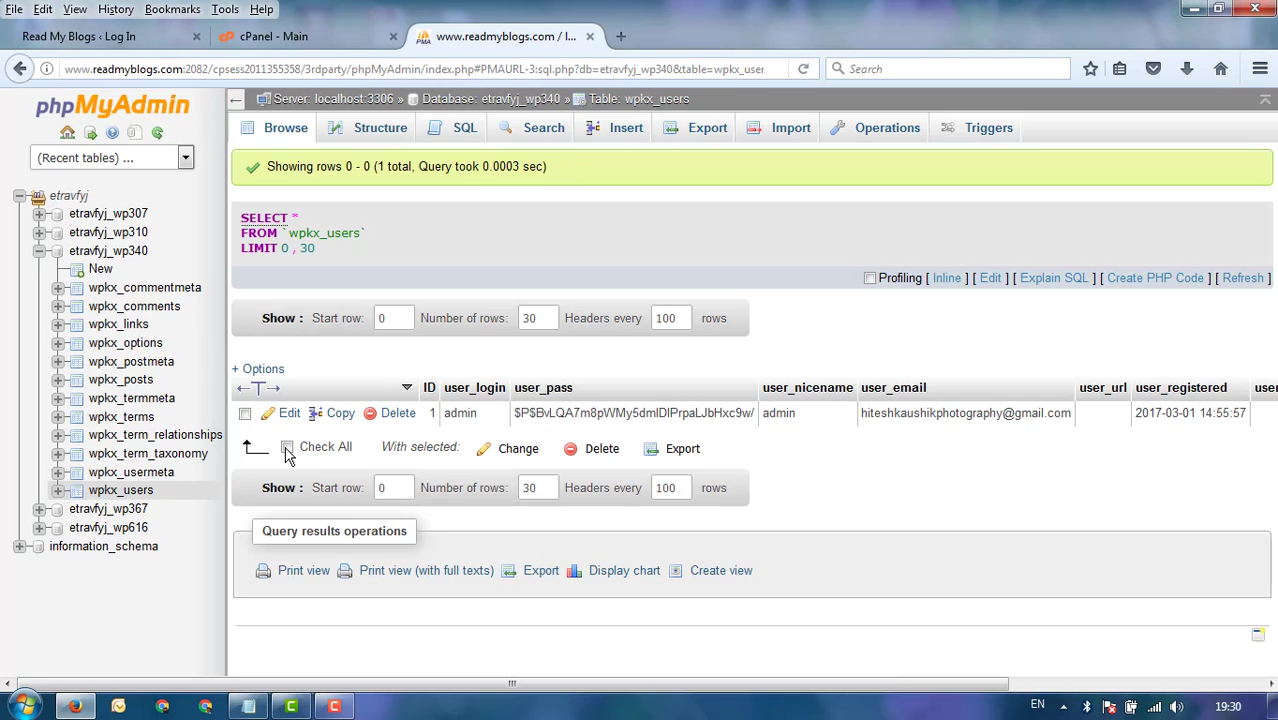 File Edit View History Bookmarks Tools Help
Read My Blogs ‹ Log In × cPanel - Main × www.readmyblogs.com / l... ×
www.readmyblogs.com:2082/cpsess2011355358/3rdparty/phpMyAdmin/index.php#PMAURL-3:sql.php?db=etravfyj_wp340&table=wpkx_user Search
phpMyAdmin
(Recent tables) ...
etravfyj
etravfyj_wp307
etravfyj_wp310
etravfyj_wp340
New
wpkx_commentmeta
wpkx_comments
wpkx_links
wpkx_options
wpkx_postmeta
wpkx_posts
wpkx_termmeta
wpkx_terms
wpkx_term_relationships
wpkx_term_taxonomy
wpkx_usermeta
wpkx_users
etravfyj_wp367
etravfyj_wp616
information_schema
Server: localhost:3306 » Database: etravfyj_wp340 » Table: wpkx_users
Browse Structure SQL Search Insert Export Import Operations Triggers
Showing rows 0 - 0 (1 total, Query took 0.0003 sec)
SELECT *
FROM `wpkx_users`
LIMIT 0 , 30
Profiling [ Inline ] [ Edit ] [ Explain SQL ] [ Create PHP Code ] [ Refresh ]
Show : Start row: 0 Number of rows: 30 Headers every 100 rows
+ Options
ID user_login user_pass user_nicename user_email user_url user_registered user
Edit Copy Delete 1 admin admin hiteshkaushikphotography@gmail.com 2017-03-01 14:55:57
Check All With selected: Change Delete Export
Show : Start row: 0 Number of rows: 30 Headers every 100 rows
Query results operations
Print view Print view (with full texts) Export Display chart Create view
EN 19:30